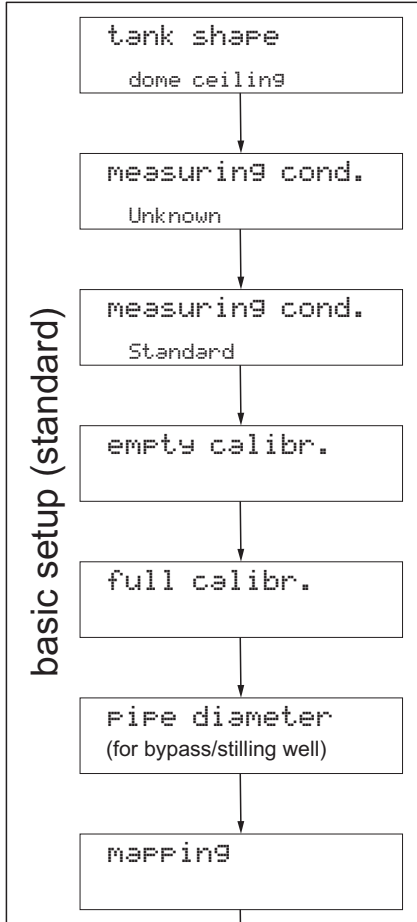 basic setup (standard)
tank shape
dome ceiling
measuring cond.
Unknown
measuring cond.
Standard
empty calibr.
full calibr.
pipe diameter
(for bypass/stilling well)
mapping